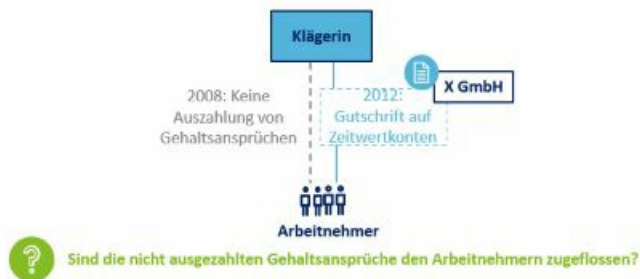 Klägerin
X GmbH
2008: Keine
Auszahlung von
Gehaltsansprüchen
2012:
Gutschrift auf
Zeitwertkonten
Arbeitnehmer
? Sind die nicht ausgezahlten Gehaltsansprüche den Arbeitnehmern zugeflossen?